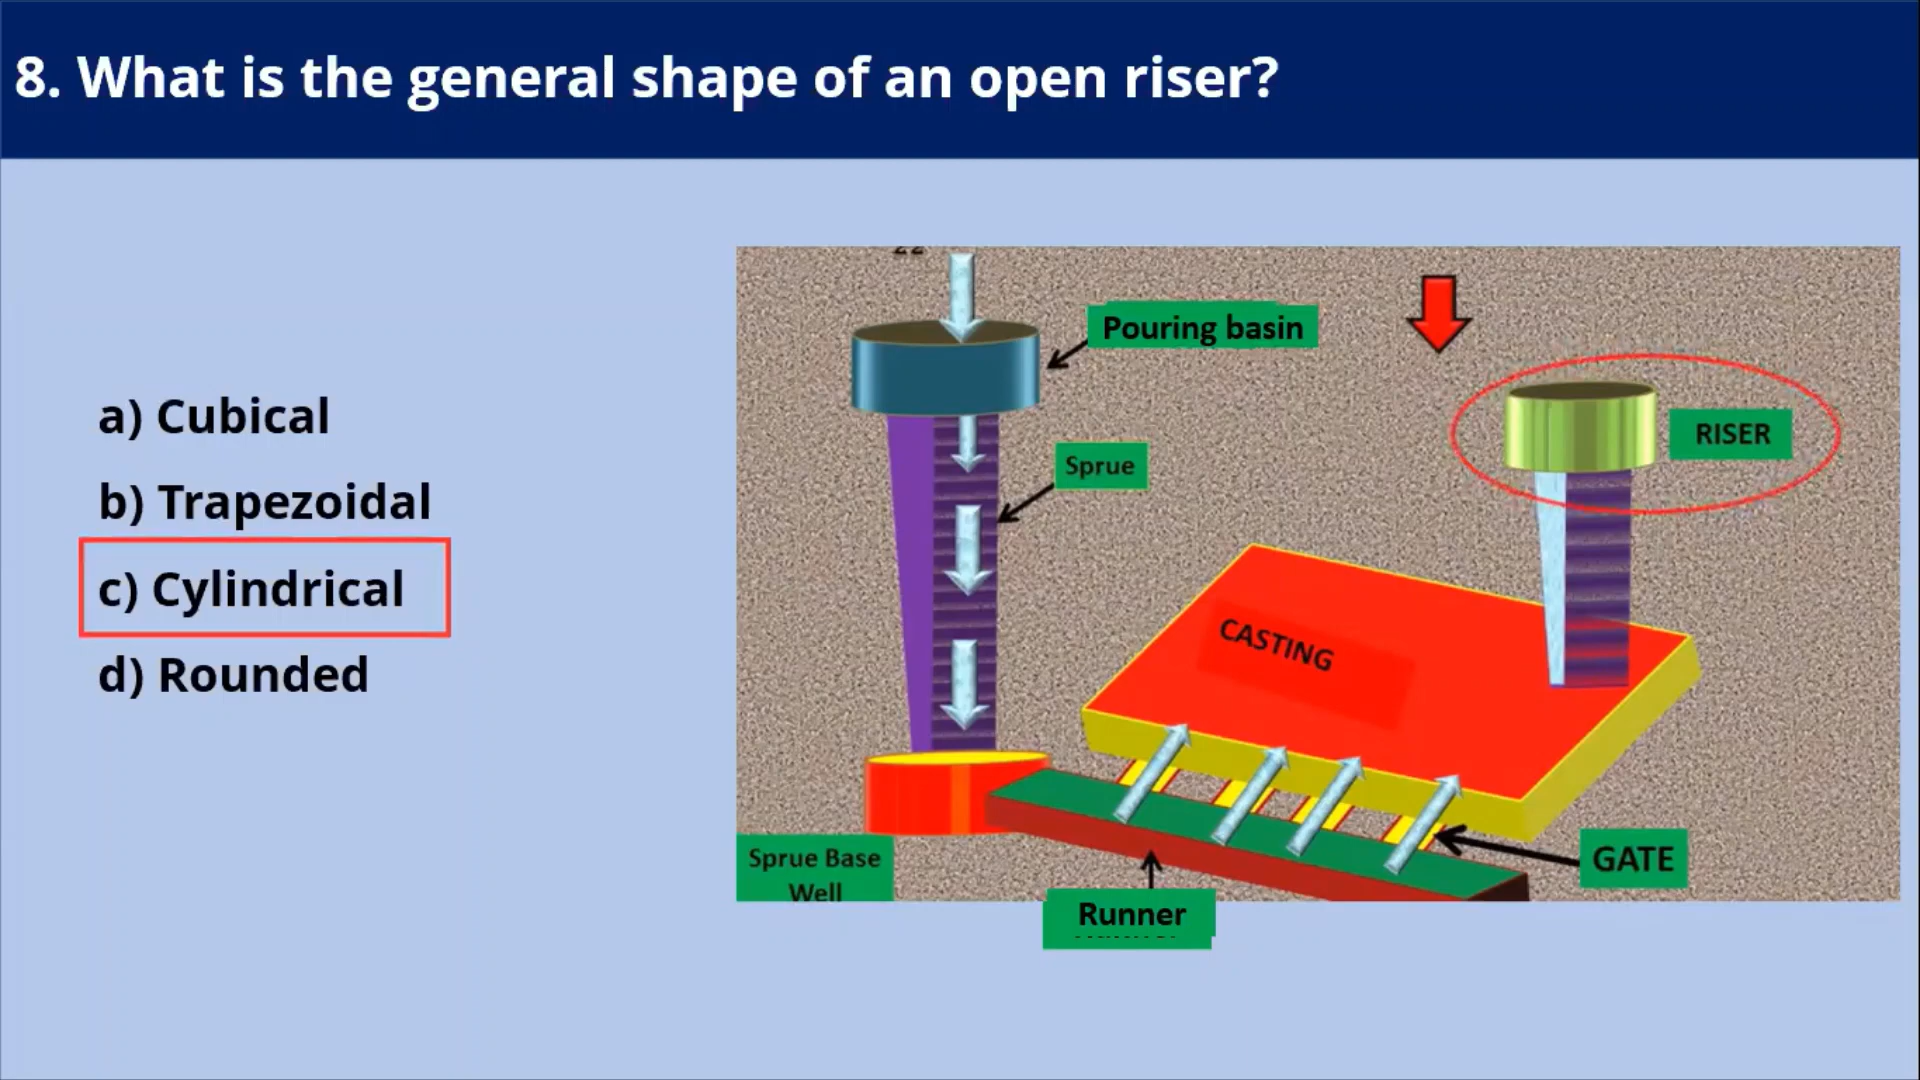 8. What is the general shape of an open riser?
a) Cubical
b) Trapezoidal
c) Cylindrical
d) Rounded
Pouring basin
Sprue
RISER
CASTING
GATE
Sprue Base
Well
Runner